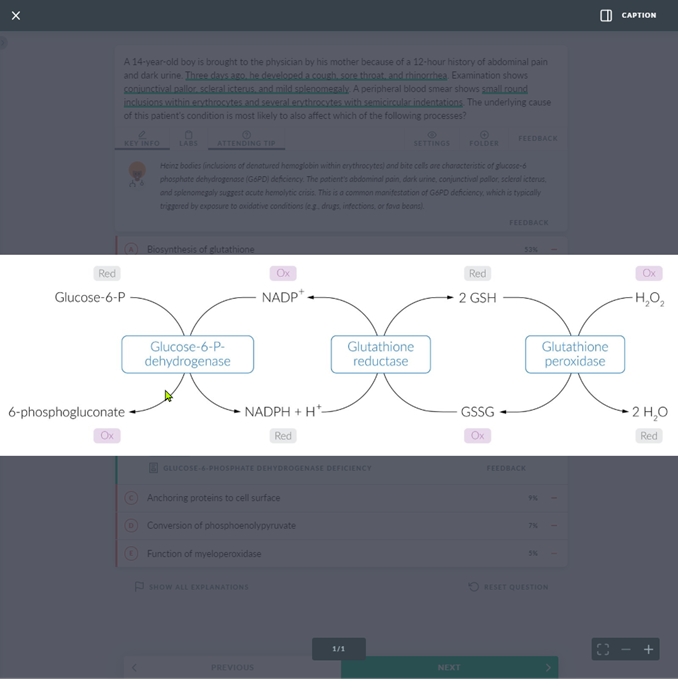 CAPTION
A 14-year-old boy is brought to the physician by his mother because of a 12-hour history of abdominal pain
and dark urine. Three days ago, he developed a cough, sore throat, and rhinorrhea. Examination shows
conjunctival pallor, scleral icterus, and mild splenomegaly. A peripheral blood smear shows small round
inclusions within erythrocytes and several erythrocytes with semicircular indentations. The underlying cause
of this patient's condition is most likely to also affect which of the following processes?
KEY INFO LABS ATTENDING TIP SETTINGS FOLDER FEEDBACK
Heinz bodies (inclusions of denatured hemoglobin within erythrocytes) and bite cells are characteristic of glucose-6
phosphate dehydrogenase (G6PD) deficiency. The patient's abdominal pain, dark urine, conjunctival pallor, scleral icterus,
and splenomegaly suggest acute hemolytic crisis. This is a common manifestation of G6PD deficiency, which is typically
triggered by exposure to oxidative conditions (e.g., drugs, infections, or fava beans).
FEEDBACK
A Biosynthesis of glutathione 33%
Red Ox Red Ox
Glucose-6-P NADP+ 2 GSH H2O2
Glucose-6-P- Glutathione Glutathione
dehydrogenase reductase peroxidase
6-phosphogluconate NADPH + H+ GSSG 2 H2O
Ox Red Ox Red
GLUCOSE-6-PHOSPHATE DEHYDROGENASE DEFICIENCY FEEDBACK
C Anchoring proteins to cell surface 9%
D Conversion of phosphoenolpyruvate 7%
E Function of myeloperoxidase 5%
SHOW ALL EXPLANATIONS RESET QUESTION
1/1
PREVIOUS NEXT